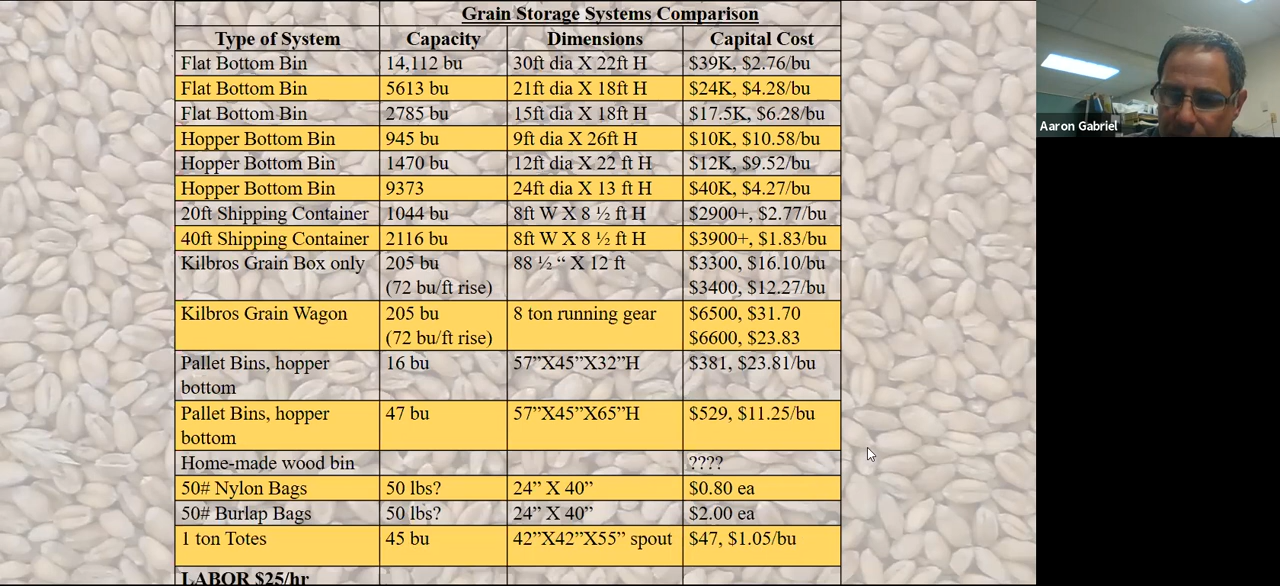 Grain Storage Systems Comparison
Type of System Capacity Dimensions Capital Cost
Flat Bottom Bin 14,112 bu 30ft dia X 22ft H $39K, $2.76/bu
Flat Bottom Bin 5613 bu 21ft dia X 18ft H $24K, $4.28/bu
Flat Bottom Bin 2785 bu 15ft dia X 18ft H $17.5K, $6.28/bu
Hopper Bottom Bin 945 bu 9ft dia X 26ft H $10K, $10.58/bu
Hopper Bottom Bin 1470 bu 12ft dia X 22 ft H $12K, $9.52/bu
Hopper Bottom Bin 9373 24ft dia X 13 ft H $40K, $4.27/bu
20ft Shipping Container 1044 bu 8ft W X 8 ½ ft H $2900+, $2.77/bu
40ft Shipping Container 2116 bu 8ft W X 8 ½ ft H $3900+, $1.83/bu
Kilbros Grain Box only 205 bu 88 ½ “ X 12 ft $3300, $16.10/bu
(72 bu/ft rise) $3400, $12.27/bu
Kilbros Grain Wagon 205 bu 8 ton running gear $6500, $31.70
(72 bu/ft rise) $6600, $23.83
Pallet Bins, hopper 16 bu 57”X45”X32”H $381, $23.81/bu
bottom
Pallet Bins, hopper 47 bu 57”X45”X65”H $529, $11.25/bu
bottom
Home-made wood bin ????
50# Nylon Bags 50 lbs? 24” X 40” $0.80 ea
50# Burlap Bags 50 lbs? 24” X 40” $2.00 ea
1 ton Totes 45 bu 42”X42”X55” spout $47, $1.05/bu
LABOR $25/hr
Aaron Gabriel